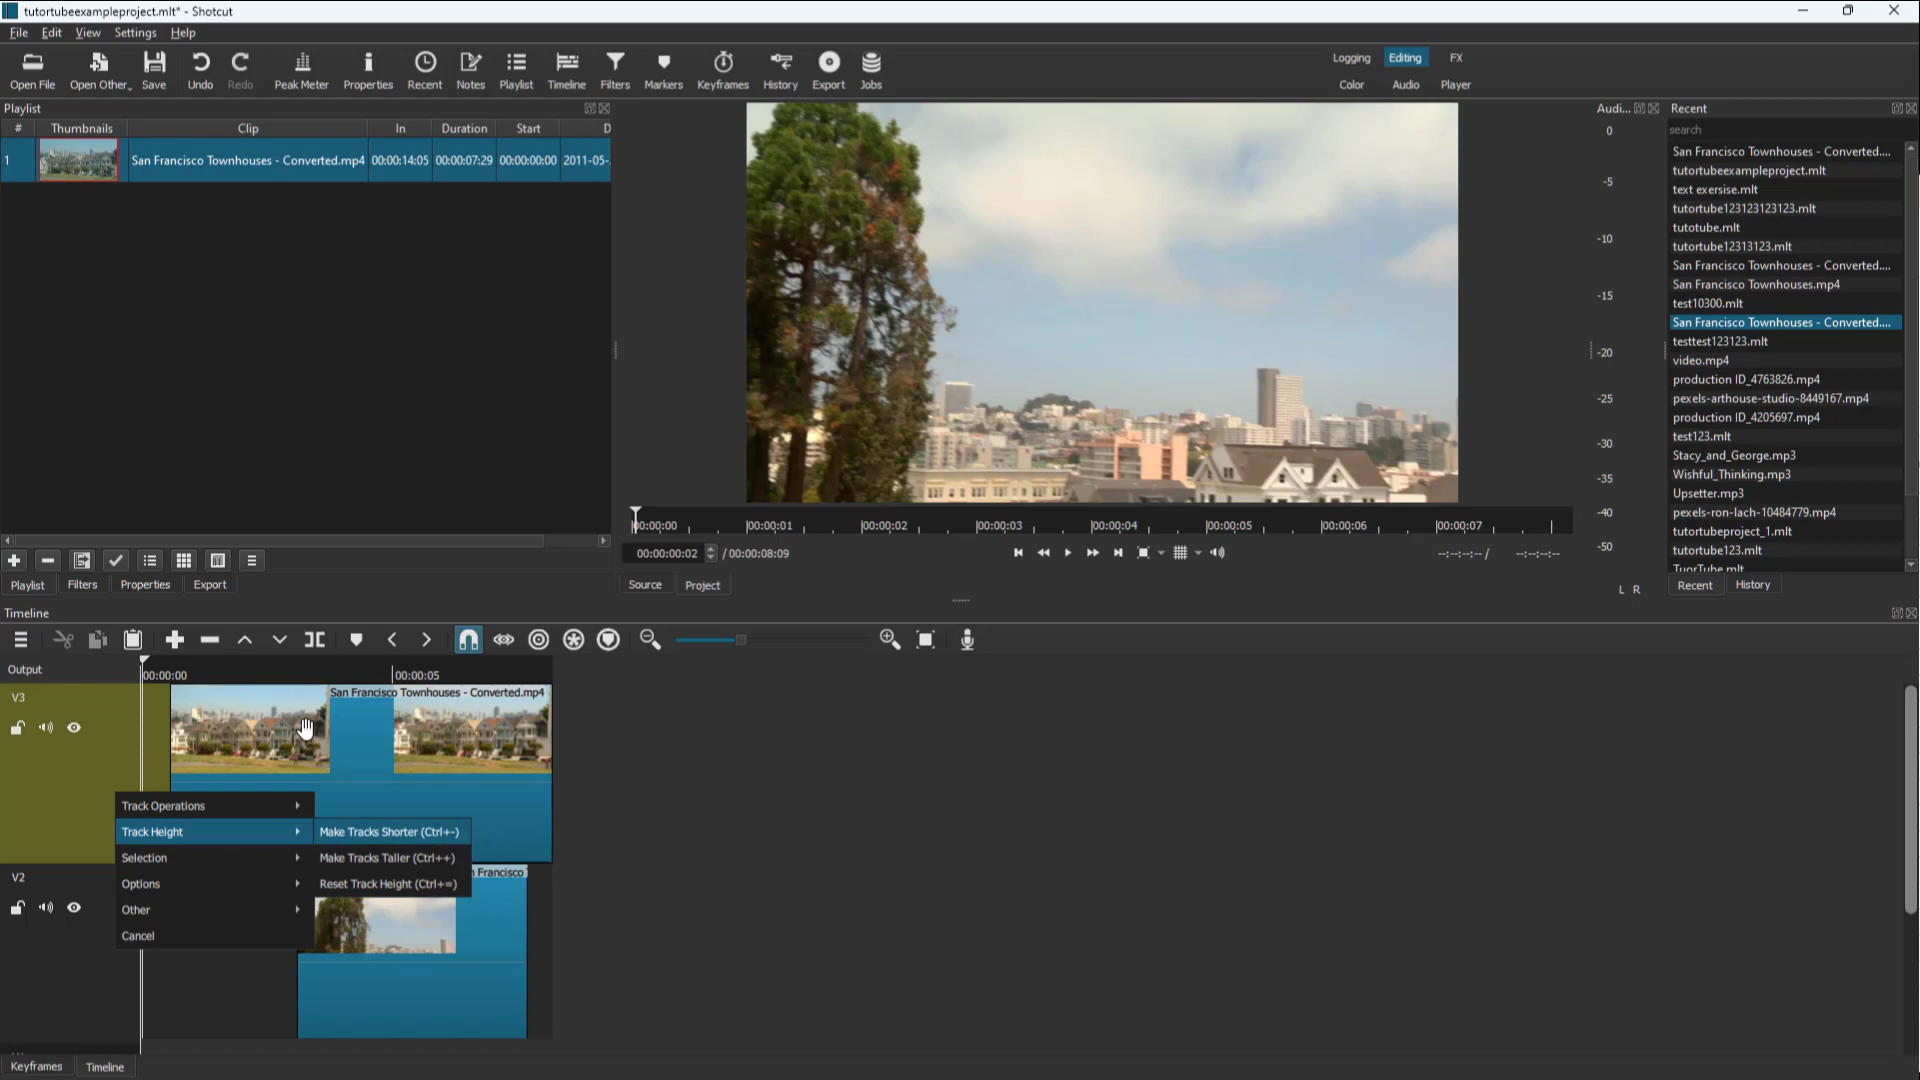 tutortubeexampleproject.mlt* - Shotcut
File Edit View Settings Help
Open File Open Other... Save Undo Redo Peak Meter Properties Recent Notes Playlist Timeline Filters Markers Keyframes History Export Jobs
Logging Editing FX
Color Audio Player
Playlist
# Thumbnails Clip In Duration Start D
1 San Francisco Townhouses - Converted.mp4 00:00:14:05 00:00:07:29 00:00:00:00 2011-05-
Playlist Filters Properties Export
00:00:00 00:00:01 00:00:02 00:00:03 00:00:04 00:00:05 00:00:06 00:00:07
00:00:00:02 / 00:00:08:09 --:--:--:-- / --:--:--:--
Source Project
Audi...
0
-5
-10
-15
-20
-25
-30
-35
-40
-50
L R
Recent
search
San Francisco Townhouses - Converted....
tutortubeexampleproject.mlt
text exersise.mlt
tutortube123123123123.mlt
tutotube.mlt
tutortube12313123.mlt
San Francisco Townhouses - Converted....
San Francisco Townhouses.mp4
test10300.mlt
San Francisco Townhouses - Converted....
testtest123123.mlt
video.mp4
production ID_4763826.mp4
pexels-arthouse-studio-8449167.mp4
production ID_4205697.mp4
test123.mlt
Stacy_and_George.mp3
Wishful_Thinking.mp3
Upsetter.mp3
pexels-ron-lach-10484779.mp4
tutortubeproject_1.mlt
tutortube123.mlt
TuorTube.mlt
Recent History
Timeline
Output
00:00:00 00:00:05
V3
San Francisco Townhouses - Converted.mp4
Track Operations
Track Height
Selection
Options
Other
Cancel
Make Tracks Shorter (Ctrl+-)
Make Tracks Taller (Ctrl++)
Reset Track Height (Ctrl+=)
V2
n Francisco
Keyframes Timeline